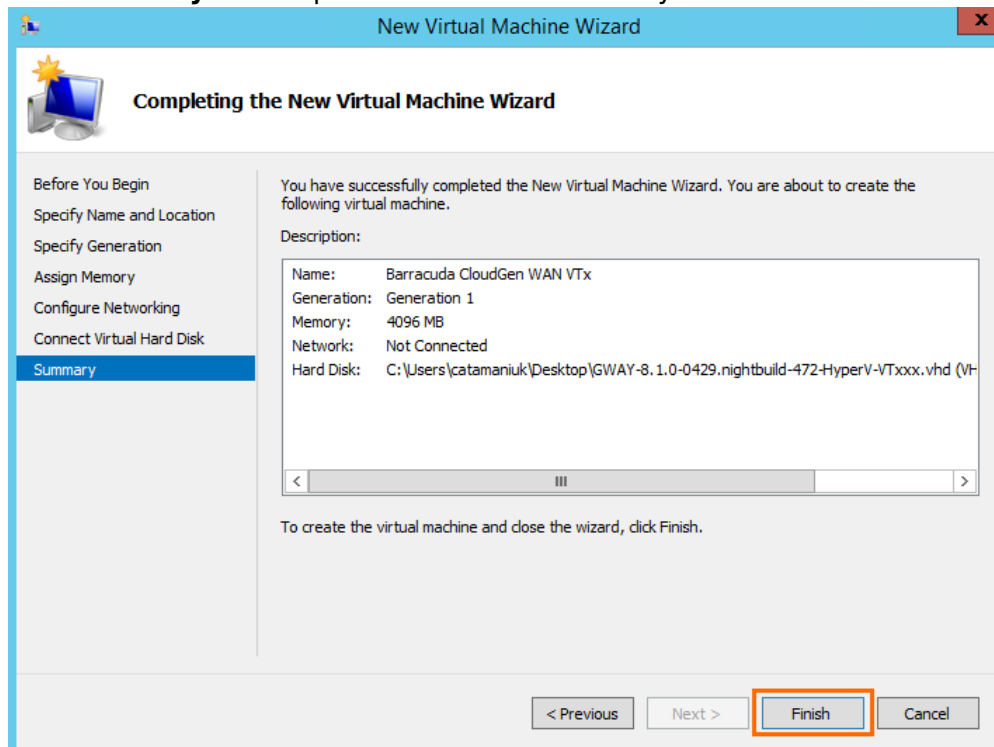 New Virtual Machine Wizard
X
Completing the New Virtual Machine Wizard
Before You Begin
Specify Name and Location
Specify Generation
Assign Memory
Configure Networking
Connect Virtual Hard Disk
Summary
You have successfully completed the New Virtual Machine Wizard. You are about to create the
following virtual machine.
Description:
Name: Barracuda CloudGen WAN VTx
Generation: Generation 1
Memory: 4096 MB
Network: Not Connected
Hard Disk: C:\Users\catamaniuk\Desktop\GWAY-8.1.0-0429.nightbuild-472-HyperV-VTxxx.vhd (VH
To create the virtual machine and close the wizard, click Finish.
< Previous Next > Finish Cancel